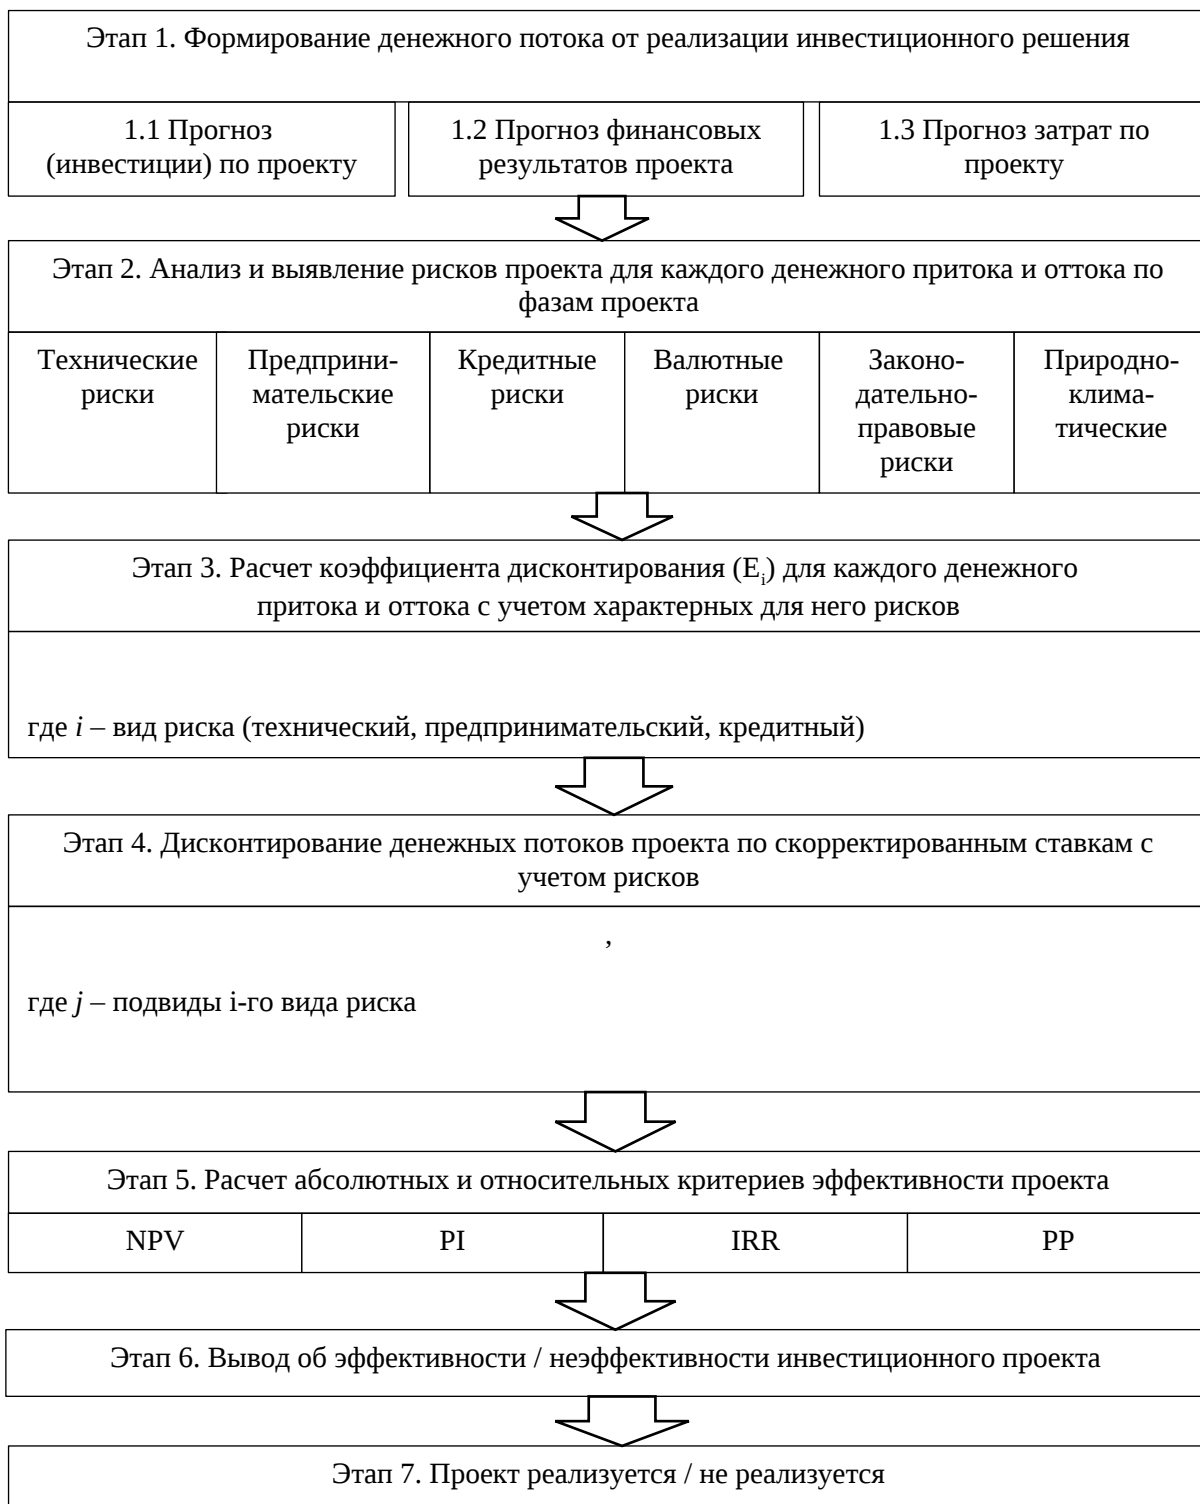 Этап 1. Формирование денежного потока от реализации инвестиционного решения
1.1 Прогноз
(инвестиции) по проекту
1.2 Прогноз финансовых
результатов проекта
1.3 Прогноз затрат по
проекту
Этап 2. Анализ и выявление рисков проекта для каждого денежного притока и оттока по
фазам проекта
Технические
риски
Предприни-
мательские
риски
Кредитные
риски
Валютные
риски
Законо-
дательно-
правовые
риски
Природно-
клима-
тические
Этап 3. Расчет коэффициента дисконтирования (Ei) для каждого денежного
притока и оттока с учетом характерных для него рисков
где i – вид риска (технический, предпринимательский, кредитный)
Этап 4. Дисконтирование денежных потоков проекта по скорректированным ставкам с
учетом рисков
,
где j – подвиды i-го вида риска
Этап 5. Расчет абсолютных и относительных критериев эффективности проекта
NPV
PI
IRR
PP
Этап 6. Вывод об эффективности / неэффективности инвестиционного проекта
Этап 7. Проект реализуется / не реализуется